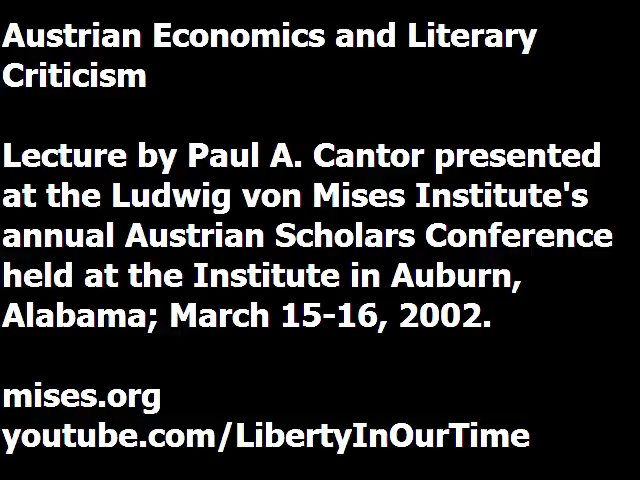 Austrian Economics and Literary
Criticism
Lecture by Paul A. Cantor presented
at the Ludwig von Mises Institute's
annual Austrian Scholars Conference
held at the Institute in Auburn,
Alabama; March 15-16, 2002.
mises.org
youtube.com/LibertyInOurTime